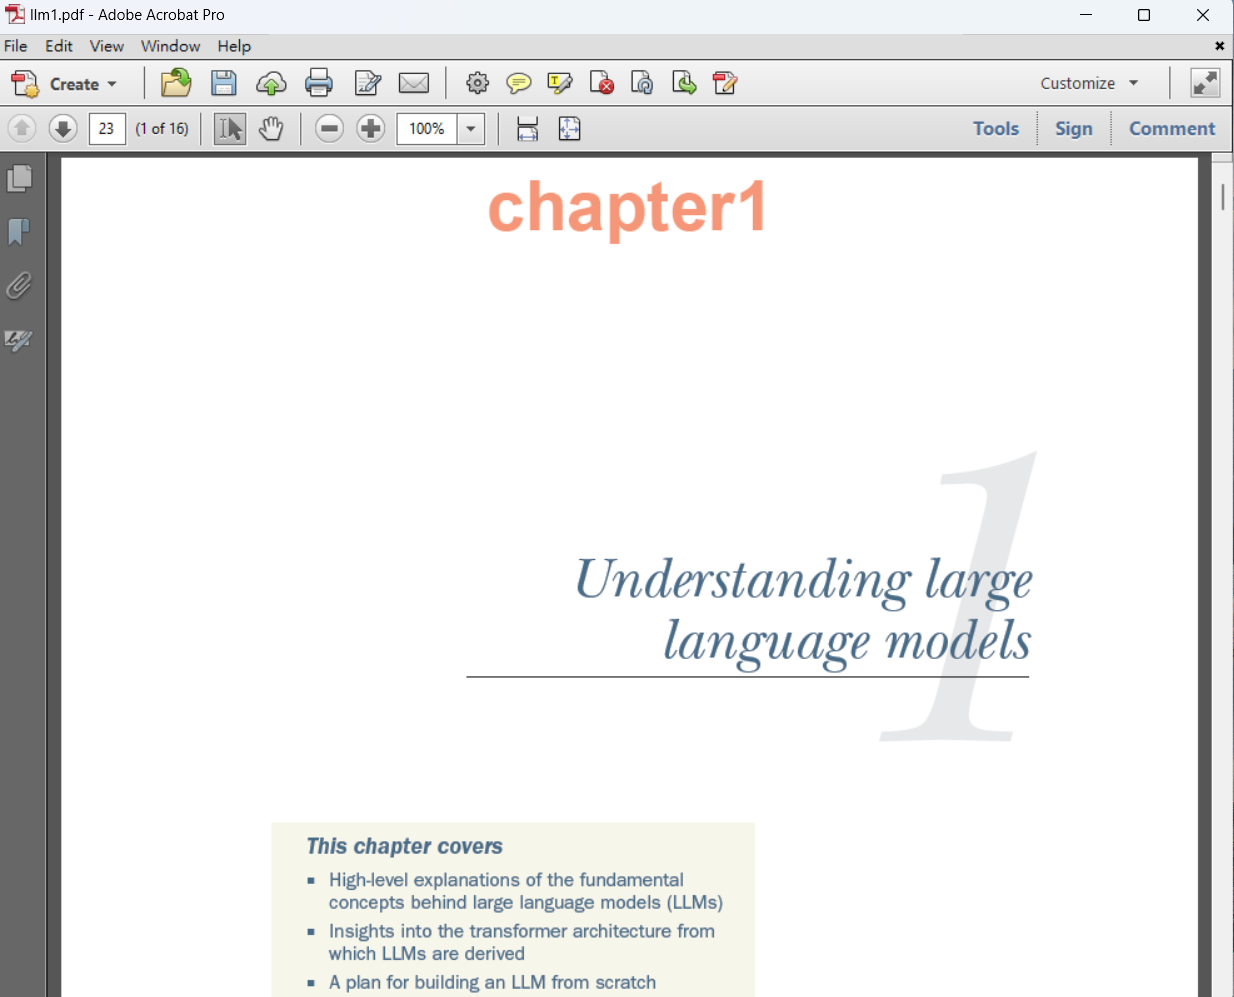 llm1.pdf - Adobe Acrobat Pro
File Edit View Window Help
Create
Customize
23 (1 of 16) 100% Tools Sign Comment
chapter1
1
Understanding large
language models
This chapter covers
▪ High-level explanations of the fundamental
concepts behind large language models (LLMs)
▪ Insights into the transformer architecture from
which LLMs are derived
▪ A plan for building an LLM from scratch